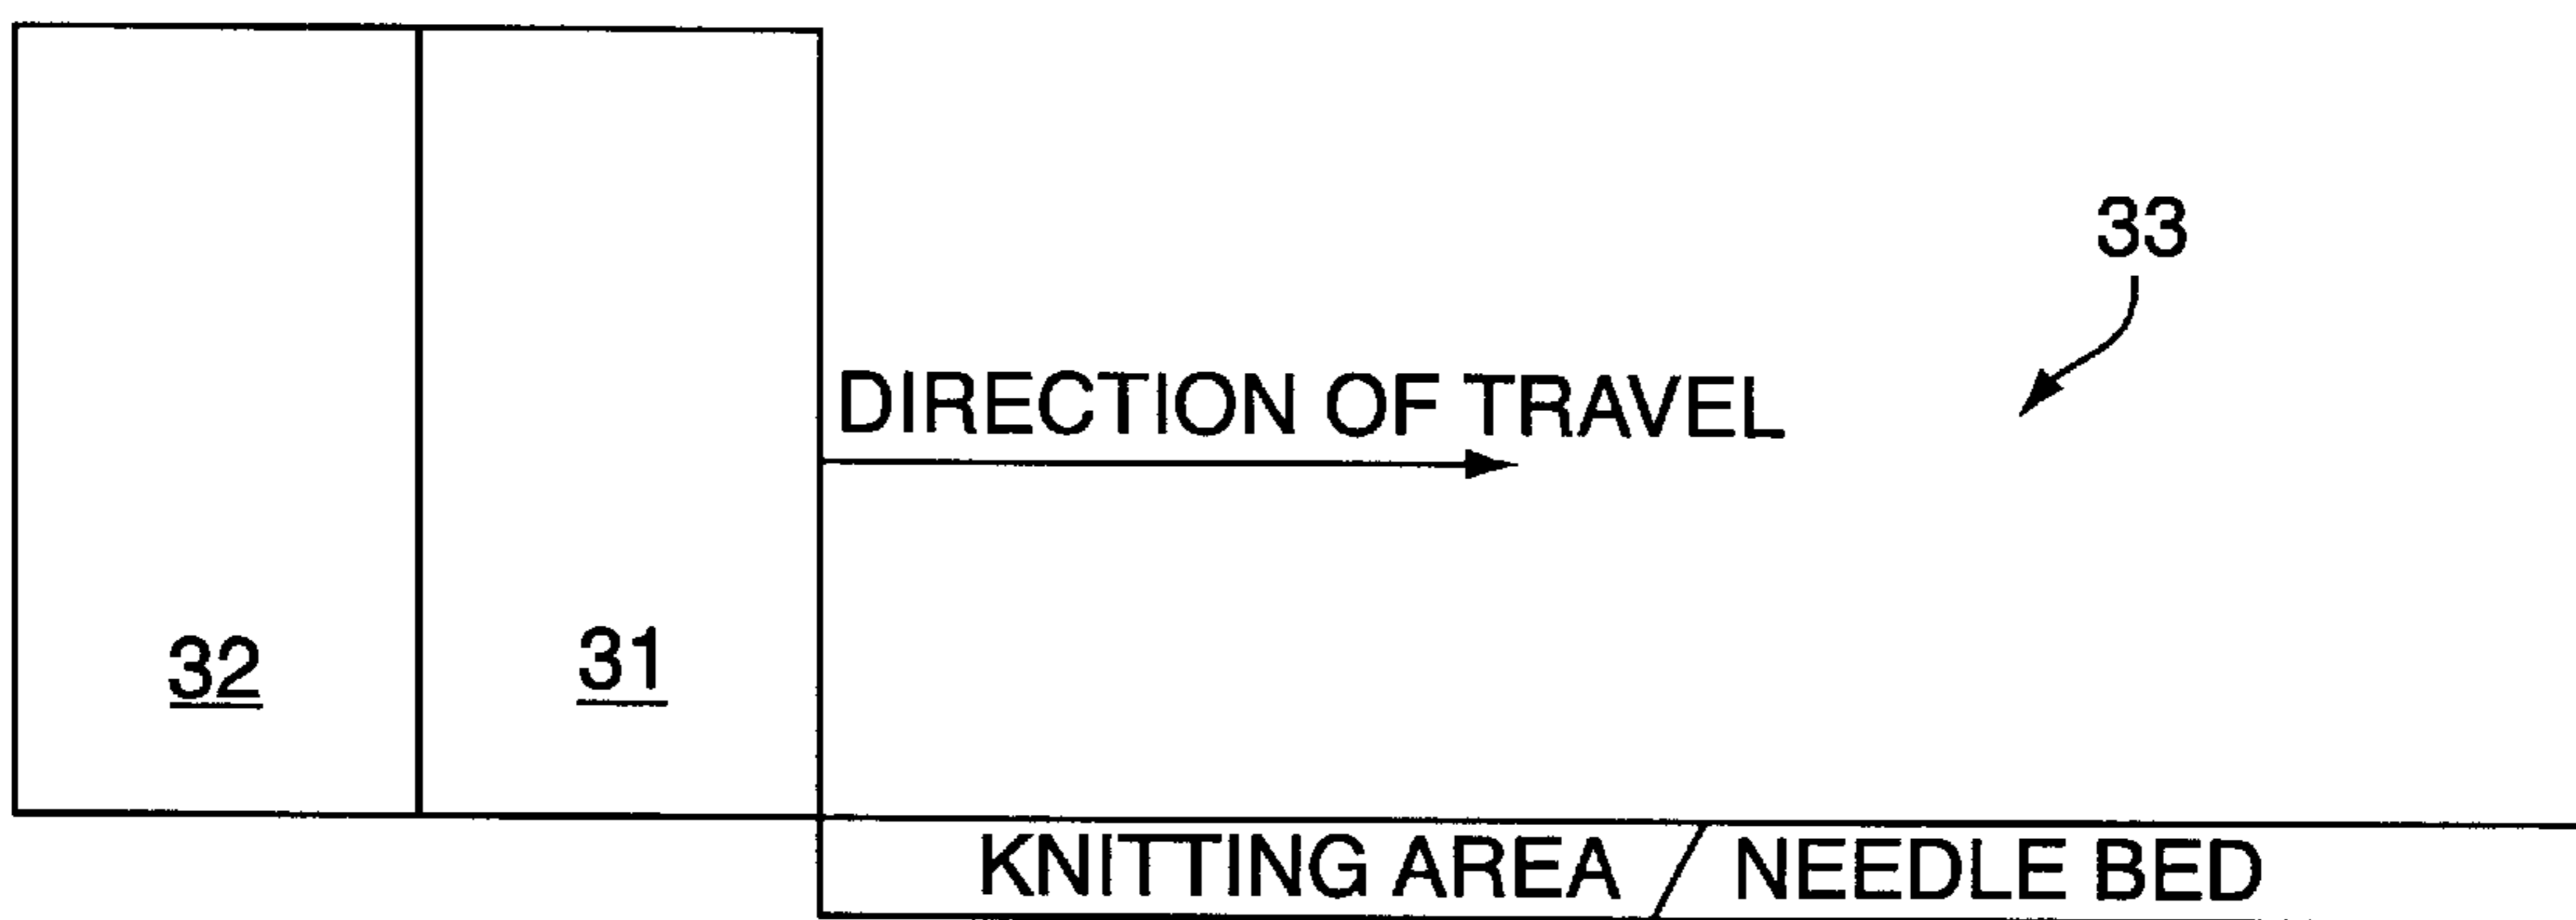 33
DIRECTION OF TRAVEL
32
31
KNITTING AREA / NEEDLE BED